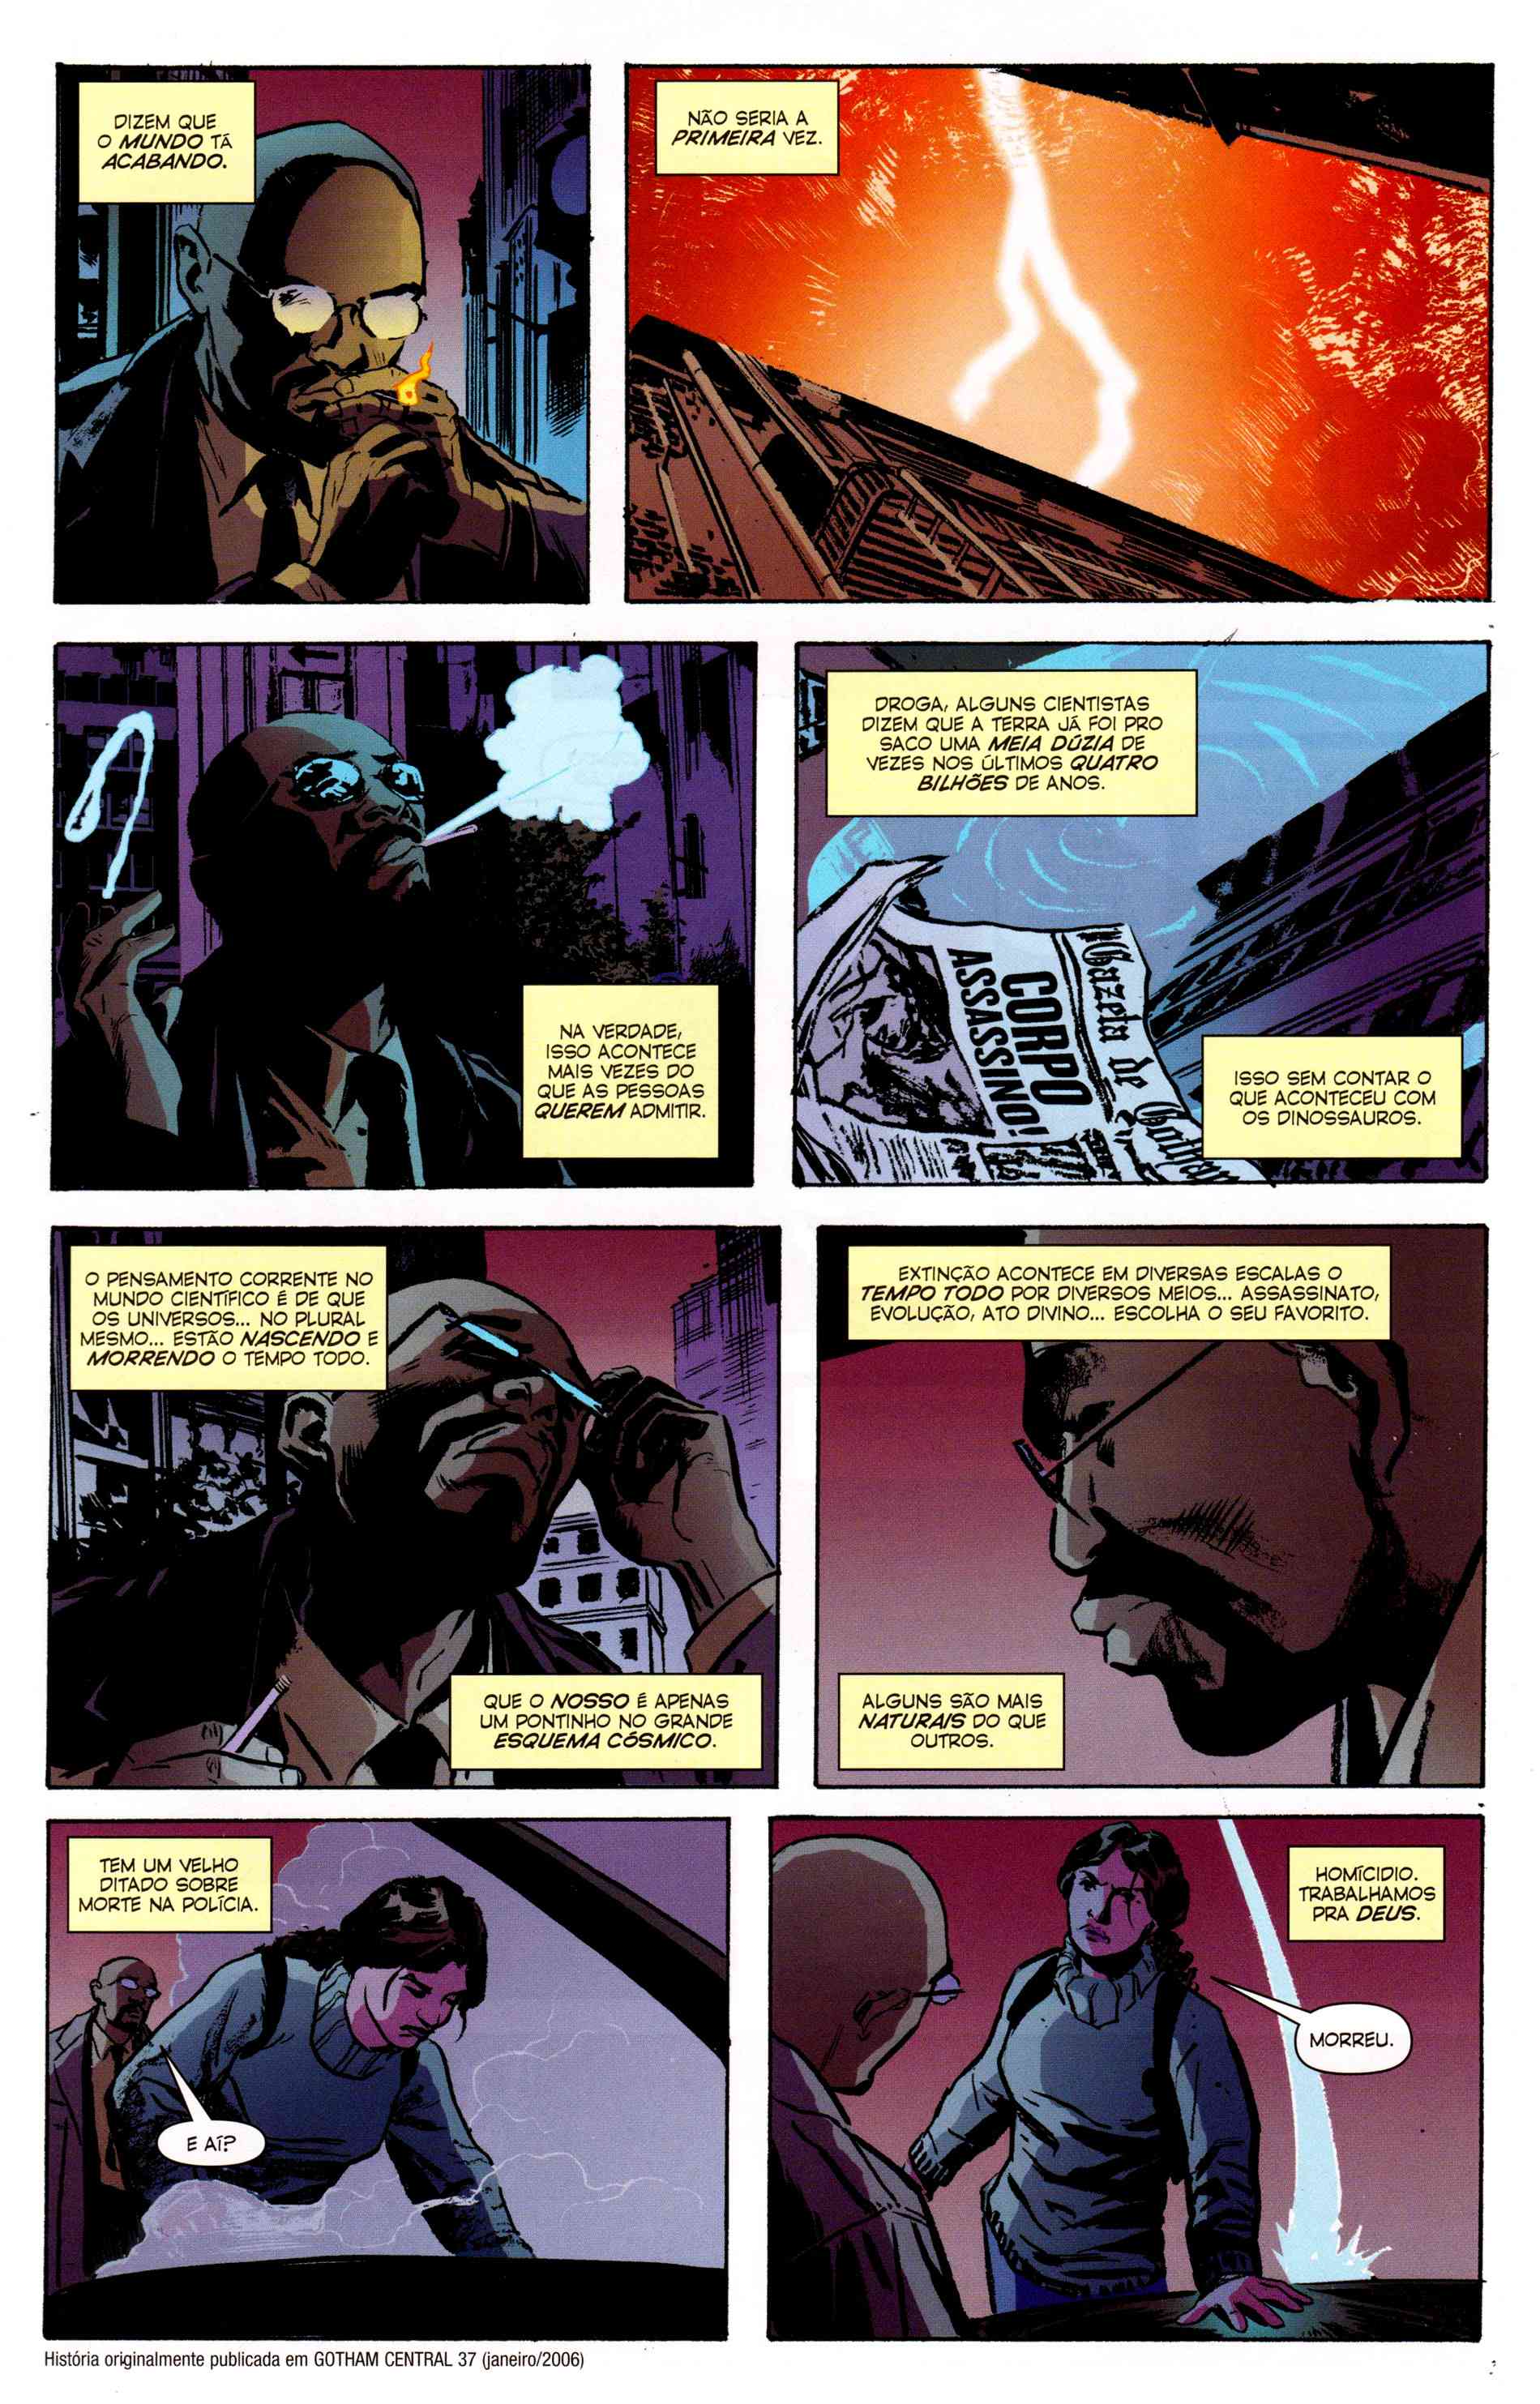 DIZEM QUE
O MUNDO TÁ
ACABANDO.
NÃO SERIA A
PRIMEIRA VEZ.
NA VERDADE,
ISSO ACONTECE
MAIS VEZES DO
QUE AS PESSOAS
QUEREM ADMITIR.
DROGA, ALGUNS CIENTISTAS
DIZEM QUE A TERRA JÁ FOI PRO
SACO UMA MEIA DÚZIA DE
VEZES NOS ÚLTIMOS QUATRO
BILHÕES DE ANOS.
Gazeta de Gotham
CORPO
ASSASSINO!
ISSO SEM CONTAR O
QUE ACONTECEU COM
OS DINOSSAUROS.
O PENSAMENTO CORRENTE NO
MUNDO CIENTÍFICO É DE QUE
OS UNIVERSOS... NO PLURAL
MESMO... ESTÃO NASCENDO E
MORRENDO O TEMPO TODO.
QUE O NOSSO É APENAS
UM PONTINHO NO GRANDE
ESQUEMA CÓSMICO.
EXTINÇÃO ACONTECE EM DIVERSAS ESCALAS O
TEMPO TODO POR DIVERSOS MEIOS... ASSASSINATO,
EVOLUÇÃO, ATO DIVINO... ESCOLHA O SEU FAVORITO.
ALGUNS SÃO MAIS
NATURAIS DO QUE
OUTROS.
TEM UM VELHO
DITADO SOBRE
MORTE NA POLÍCIA.
E AÍ?
HOMÍCIDIO.
TRABALHAMOS
PRA DEUS.
MORREU.
História originalmente publicada em GOTHAM CENTRAL 37 (janeiro/2006)